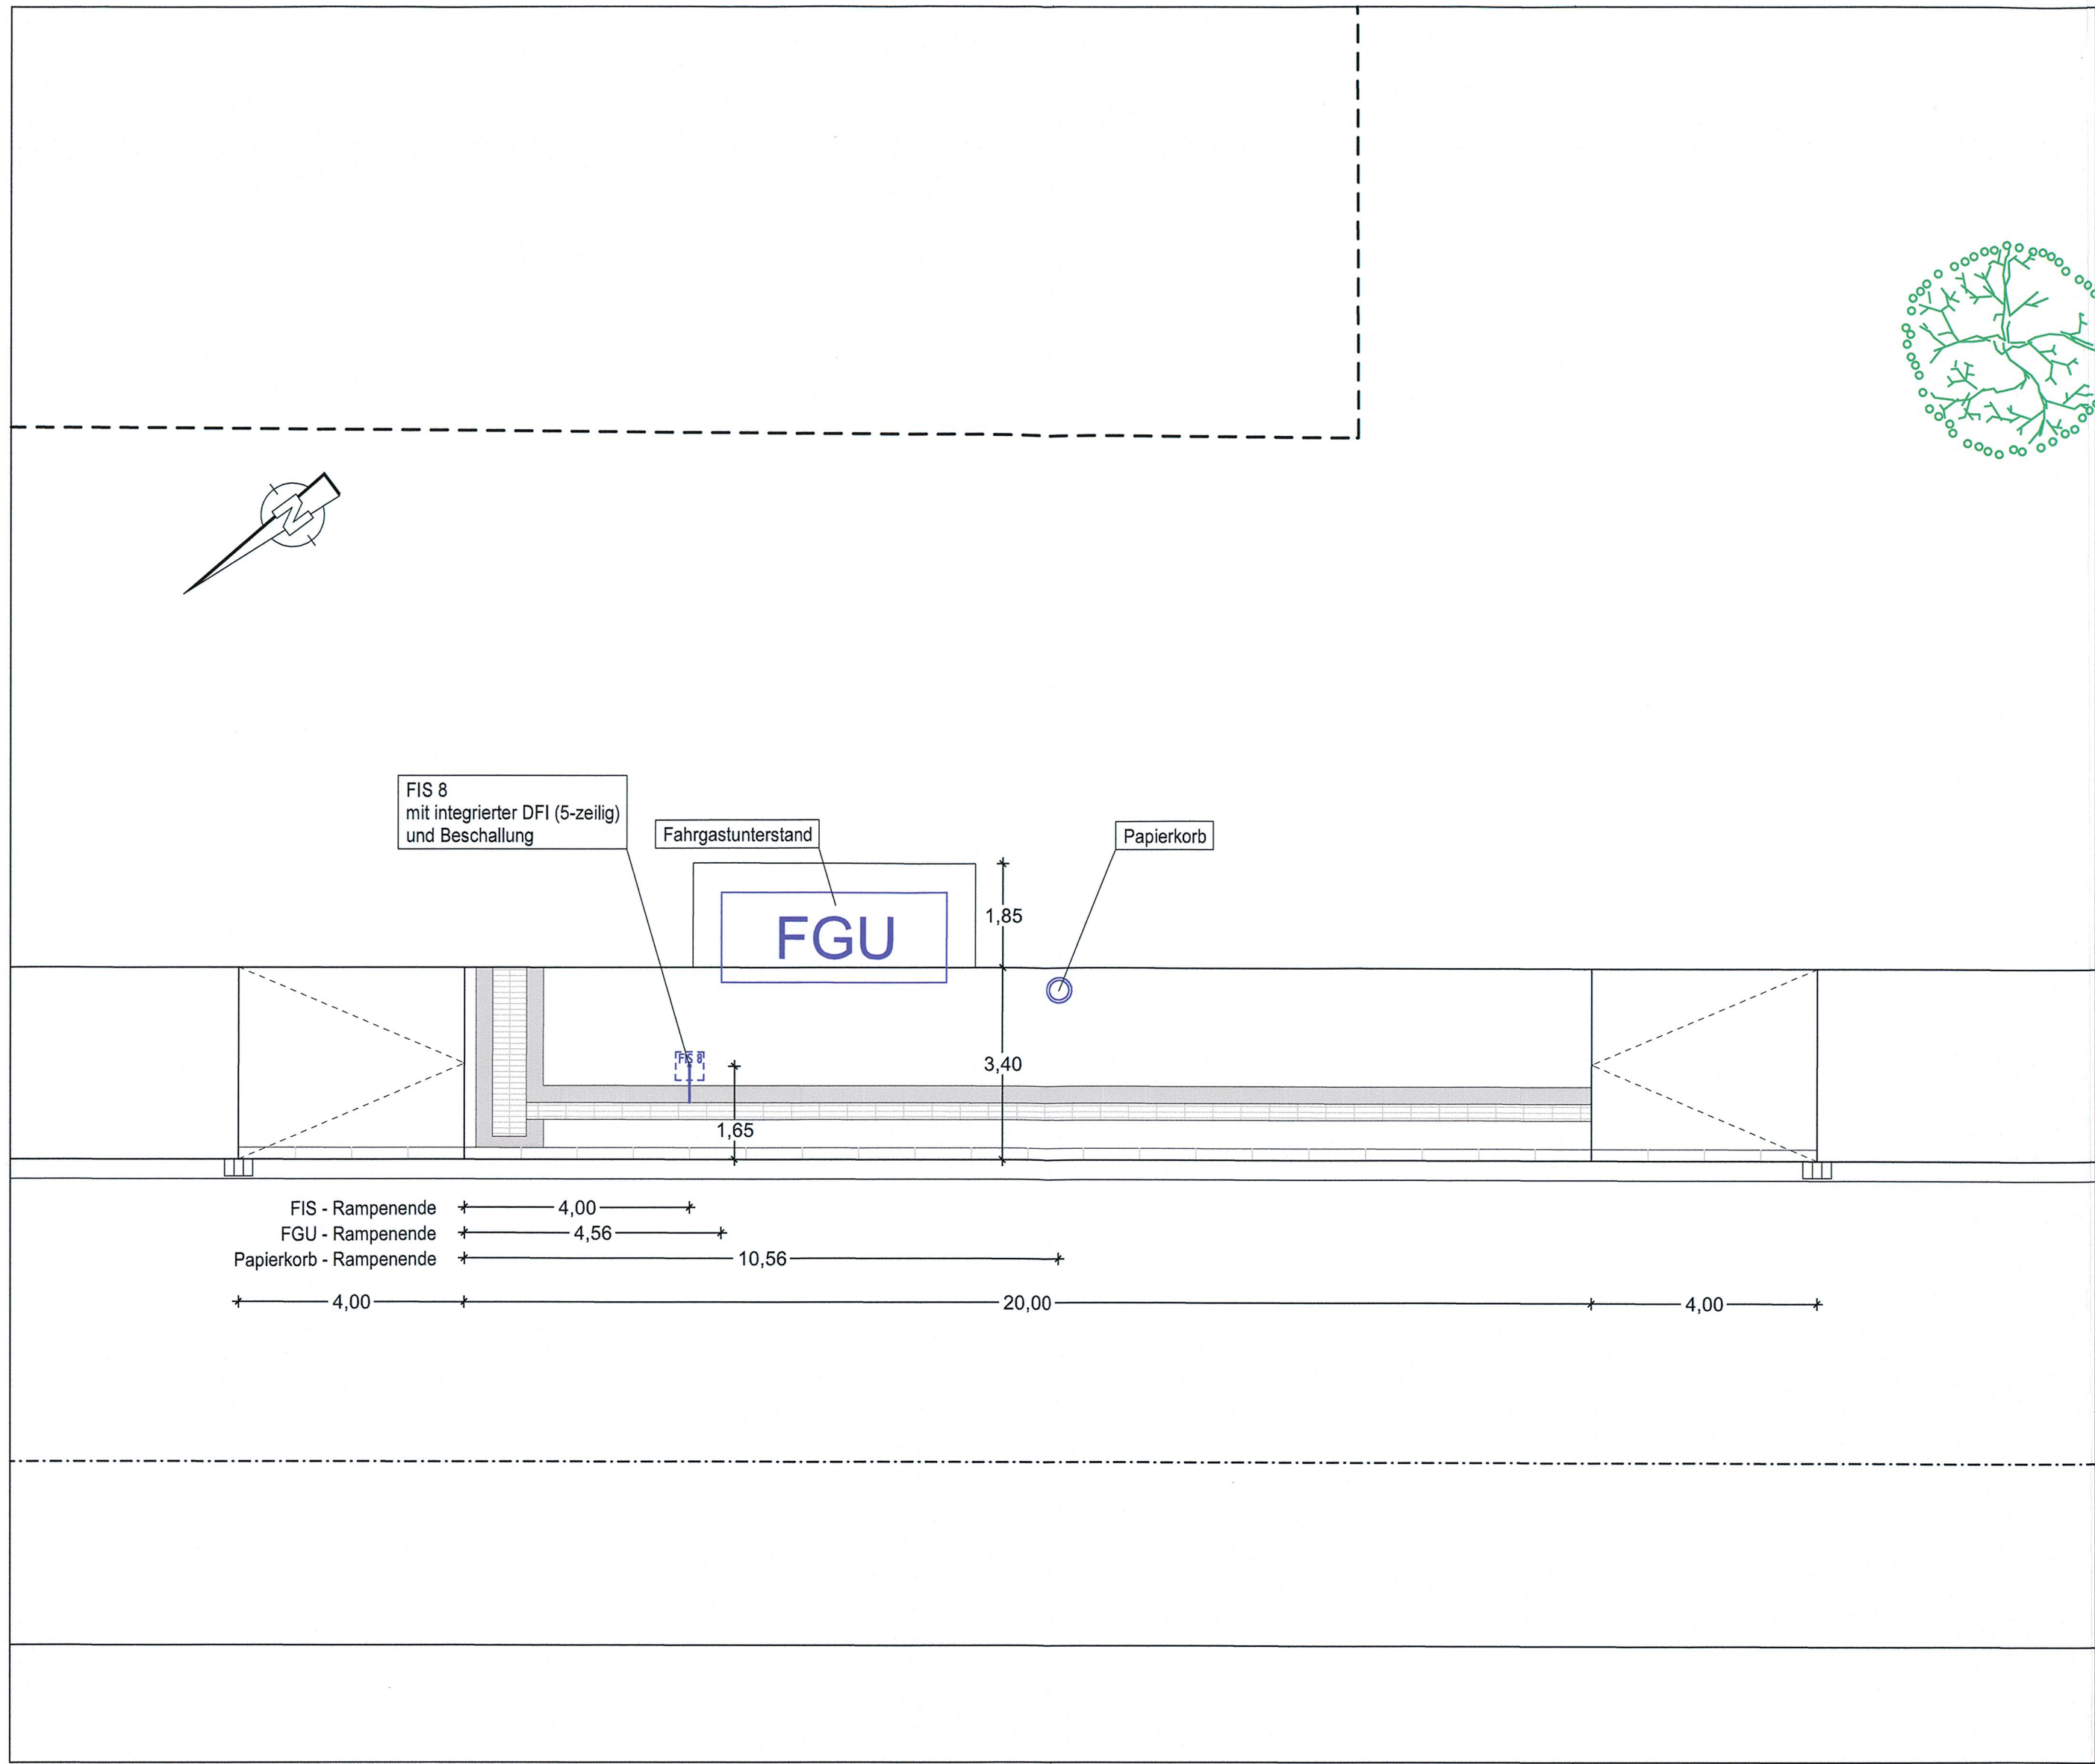 N
FIS 8
mit integrierter DFI (5-zeilig)
und Beschallung
Fahrgastunterstand
Papierkorb
1,85
FGU
FIS 8
3,40
1,65
FIS - Rampenende
4,00
FGU - Rampenende
4,56
Papierkorb - Rampenende
10,56
4,00
20,00
4,00